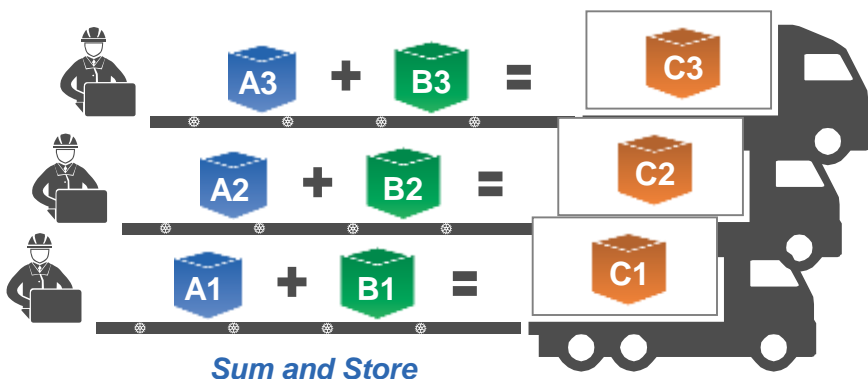 A3 + B3 = C3
A2 + B2 = C2
A1 + B1 = C1
Sum and Store